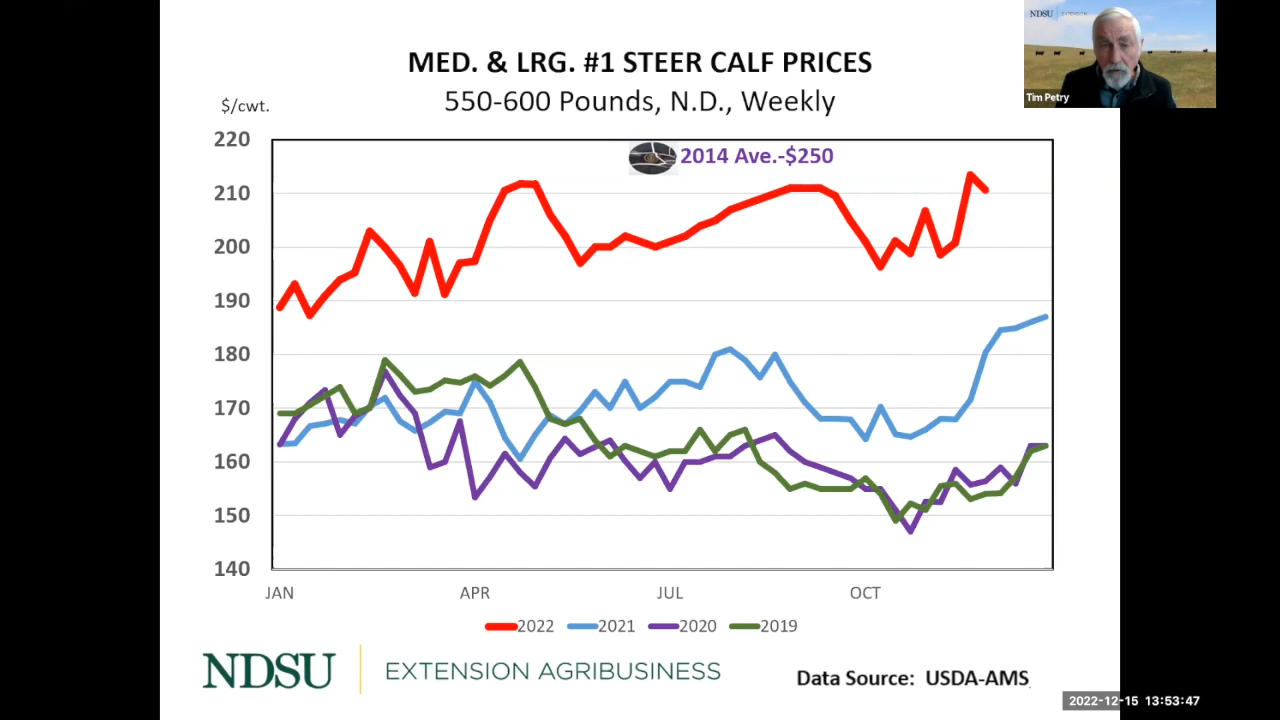 MED. & LRG. #1 STEER CALF PRICES
550-600 Pounds, N.D., Weekly
$/cwt.
NDSU EXTENSION
Tim Petry
2014 Ave.-$250
220
210
200
190
180
170
160
150
140
JAN APR JUL OCT
2022 2021 2020 2019
NDSU EXTENSION AGRIBUSINESS
Data Source: USDA-AMS
2022-12-15 13:53:47